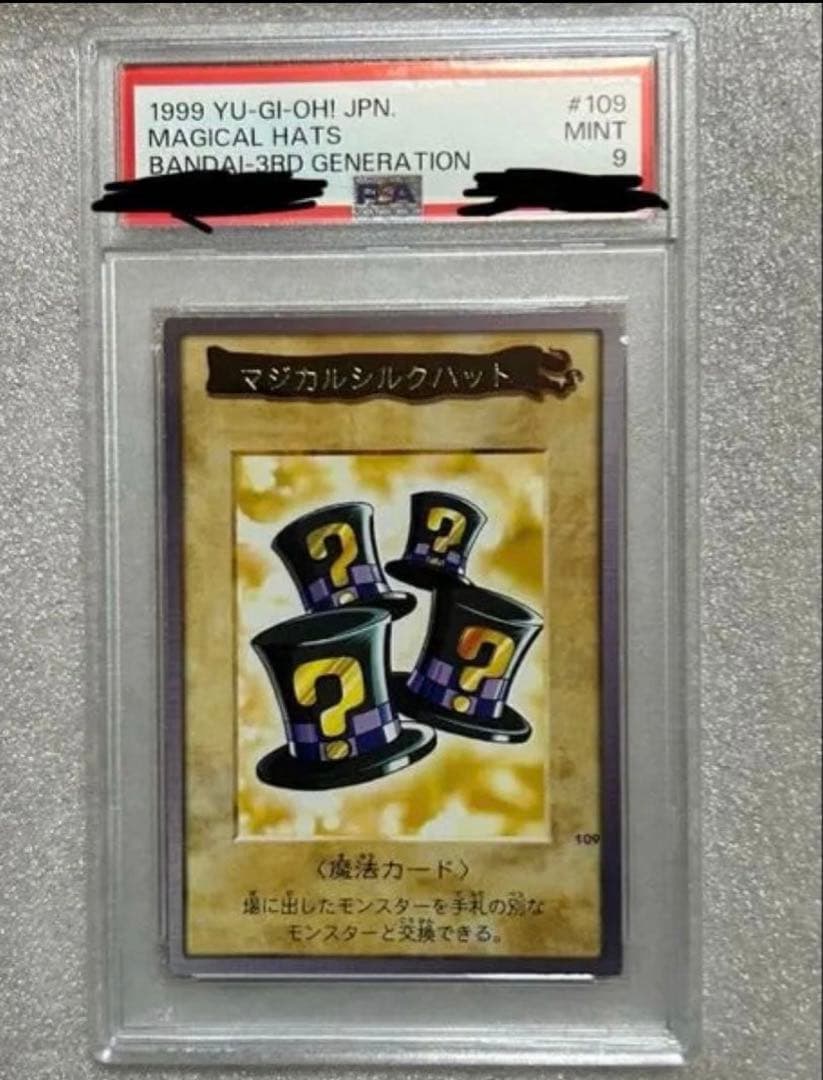 1999 YU-GI-OH! JPN. #109
MAGICAL HATS MINT
BANDAI-3RD GENERATION 9
PSA
マジカルシルクハット
?
?
?
?
109
〈魔法カード〉
場に出したモンスターを手札の別な
モンスターと交換できる。